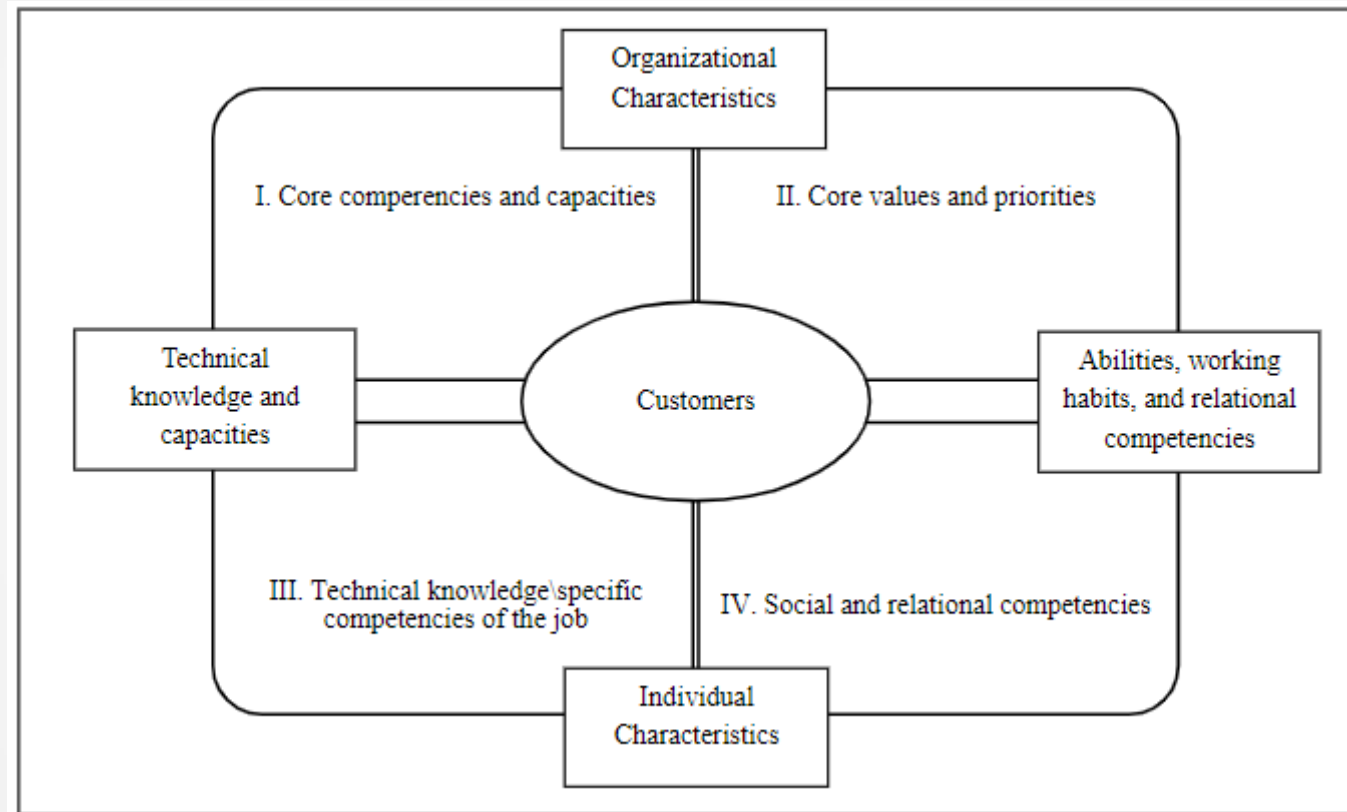 Organizational
Characteristics
I. Core comperencies and capacities
II. Core values and priorities
Technical
knowledge and
capacities
Customers
Abilities, working
habits, and relational
competencies
III. Technical knowledge\specific
competencies of the job
IV. Social and relational competencies
Individual
Characteristics